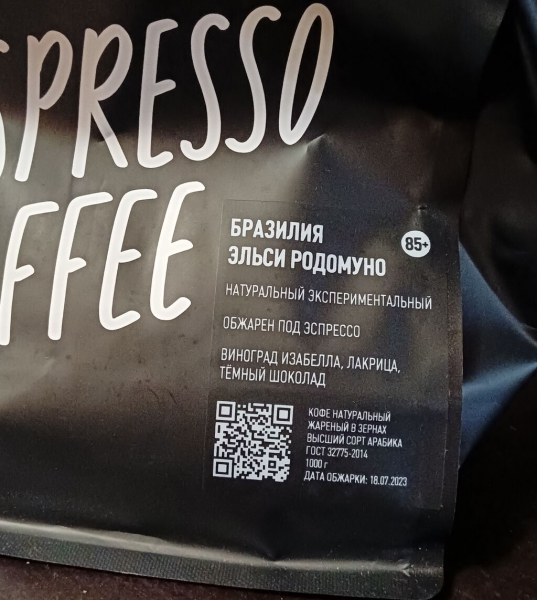 SPRESSO
FFEE
БРАЗИЛИЯ
ЭЛЬСИ РОДОМУНО
85+
НАТУРАЛЬНЫЙ ЭКСПЕРИМЕНТАЛЬНЫЙ
ОБЖАРЕН ПОД ЭСПРЕССО
ВИНОГРАД ИЗАБЕЛЛА, ЛАКРИЦА,
ТЁМНЫЙ ШОКОЛАД
КОФЕ НАТУРАЛЬНЫЙ
ЖАРЕНЫЙ В ЗЕРНАХ
ВЫСШИЙ СОРТ АРАБИКА
ГОСТ 32775-2014
1000 г
ДАТА ОБЖАРКИ: 18.07.2023